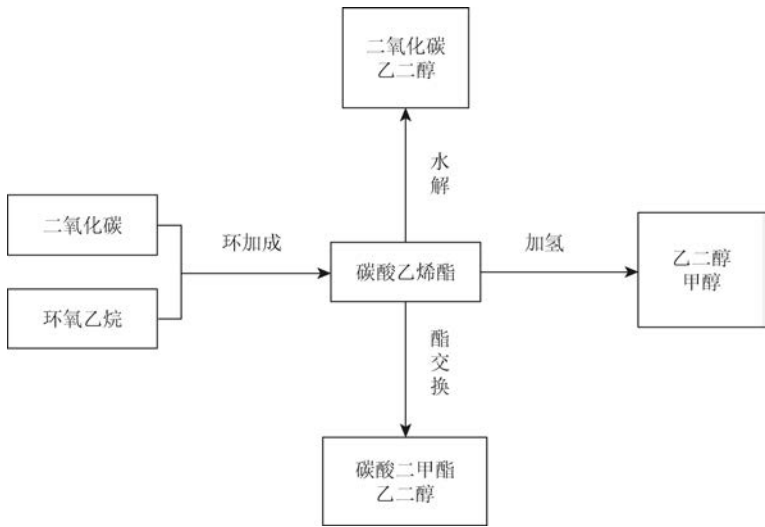 二氧化碳
乙二醇
水
解
二氧化碳
环加成
碳酸乙烯酯
加氢
乙二醇
甲醇
环氧乙烷
酯
交
换
碳酸二甲酯
乙二醇